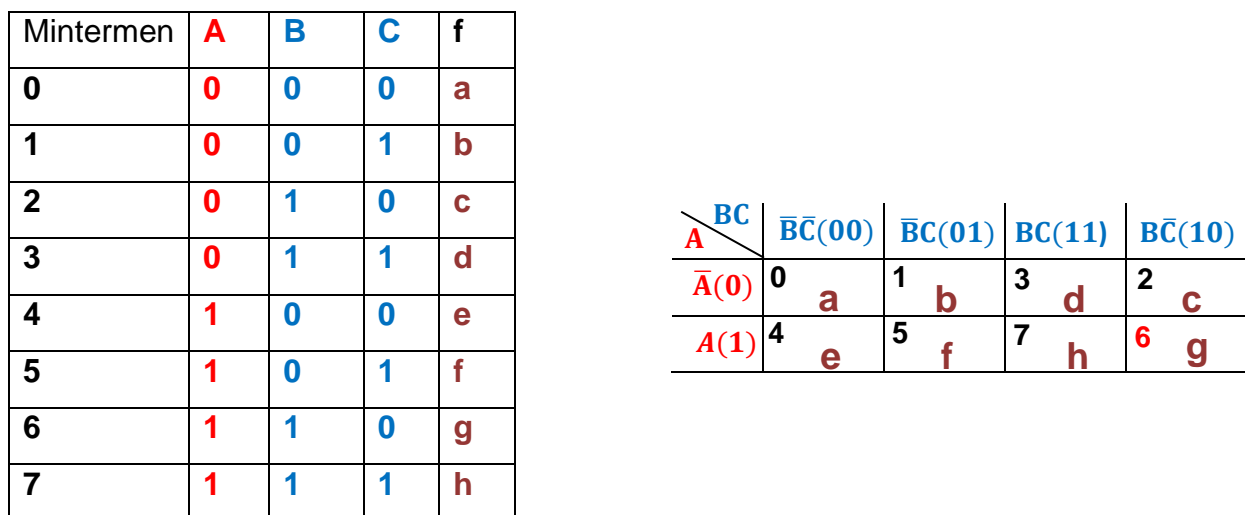 Mintermen A B C f
0 0 0 0 a
1 0 0 1 b
2 0 1 0 c
3 0 1 1 d
4 1 0 0 e
5 1 0 1 f
6 1 1 0 g
7 1 1 1 h
BC
A B̅C̅(00) B̅C(01) BC(11) BC̅(10)
A̅(0) 0 a 1 b 3 d 2 c
A(1) 4 e 5 f 7 h 6 g